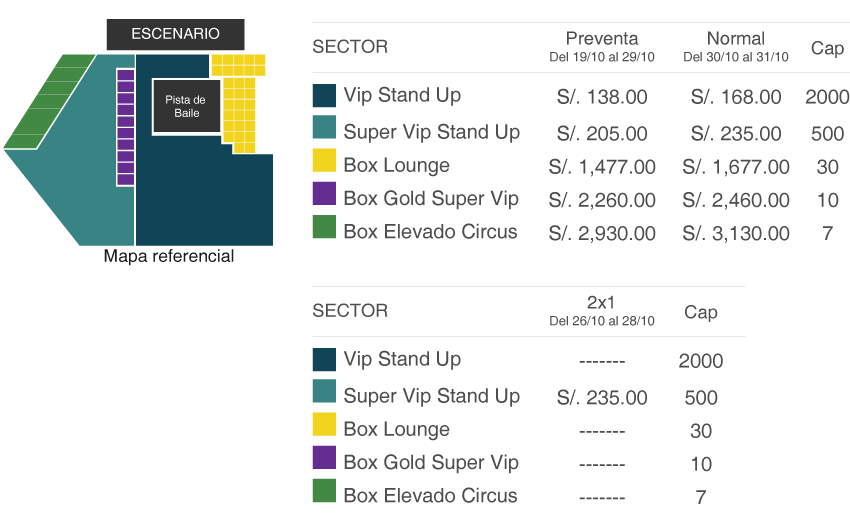 ESCENARIO
Pista de
Baile
Mapa referencial
SECTOR Preventa Normal Cap
Del 19/10 al 29/10 Del 30/10 al 31/10
Vip Stand Up S/. 138.00 S/. 168.00 2000
Super Vip Stand Up S/. 205.00 S/. 235.00 500
Box Lounge S/. 1,477.00 S/. 1,677.00 30
Box Gold Super Vip S/. 2,260.00 S/. 2,460.00 10
Box Elevado Circus S/. 2,930.00 S/. 3,130.00 7
SECTOR 2x1 Cap
Del 26/10 al 28/10
Vip Stand Up ------- 2000
Super Vip Stand Up S/. 235.00 500
Box Lounge ------- 30
Box Gold Super Vip ------- 10
Box Elevado Circus ------- 7